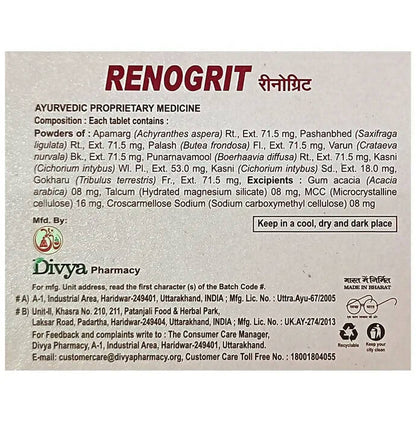 RENOGRIT रीनोग्रिट
AYURVEDIC PROPRIETARY MEDICINE
Composition : Each tablet contains :
Powders of : Apamarg (Achyranthes aspera) Rt., Ext. 71.5 mg, Pashanbhed (Saxifraga
ligulata) Rt., Ext. 71.5 mg, Palash (Butea frondosa) Fl., Ext. 71.5 mg, Varun (Crataeva
nurvala) Bk., Ext. 71.5 mg, Punarnavamool (Boerhaavia diffusa) Rt., Ext. 71.5 mg, Kasni
(Cichorium intybus) Wl. Pl., Ext. 53.0 mg, Kasni (Cichorium intybus) Sd., Ext. 18.0 mg,
Gokharu (Tribulus terrestris) Fr., Ext. 71.5 mg, Excipients : Gum acacia (Acacia
arabica) 08 mg, Talcum (Hydrated magnesium silicate) 08 mg, MCC (Microcrystalline
cellulose) 16 mg, Croscarmellose Sodium (Sodium carboxymethyl cellulose) 08 mg
Mfd. By:
Keep in a cool, dry and dark place
Divya Pharmacy
For mfg. Unit address, read the first character (s) of the Batch Code #.
# A) A-1, Industrial Area, Haridwar-249401, Uttarakhand, INDIA ; Mfg. Lic. No. : Uttra.Ayu-67/2005
# B) Unit-II, Khasra No. 210, 211, Patanjali Food & Herbal Park,
Laksar Road, Padartha, Haridwar-249404, Uttarakhand, INDIA ; Mfg. Lic. No. : UK.AY-274/2013
For Feedback and complaints write to : The Consumer Care Manager,
Divya Pharmacy, A-1, Industrial Area, Haridwar-249401, Uttarakhand, INDIA.
E-mail: customercare@divyapharmacy.org, Customer Care Toll Free No. : 18001804055
भारत में निर्मित
MADE IN BHARAT
Recyclable
Keep your
city clean